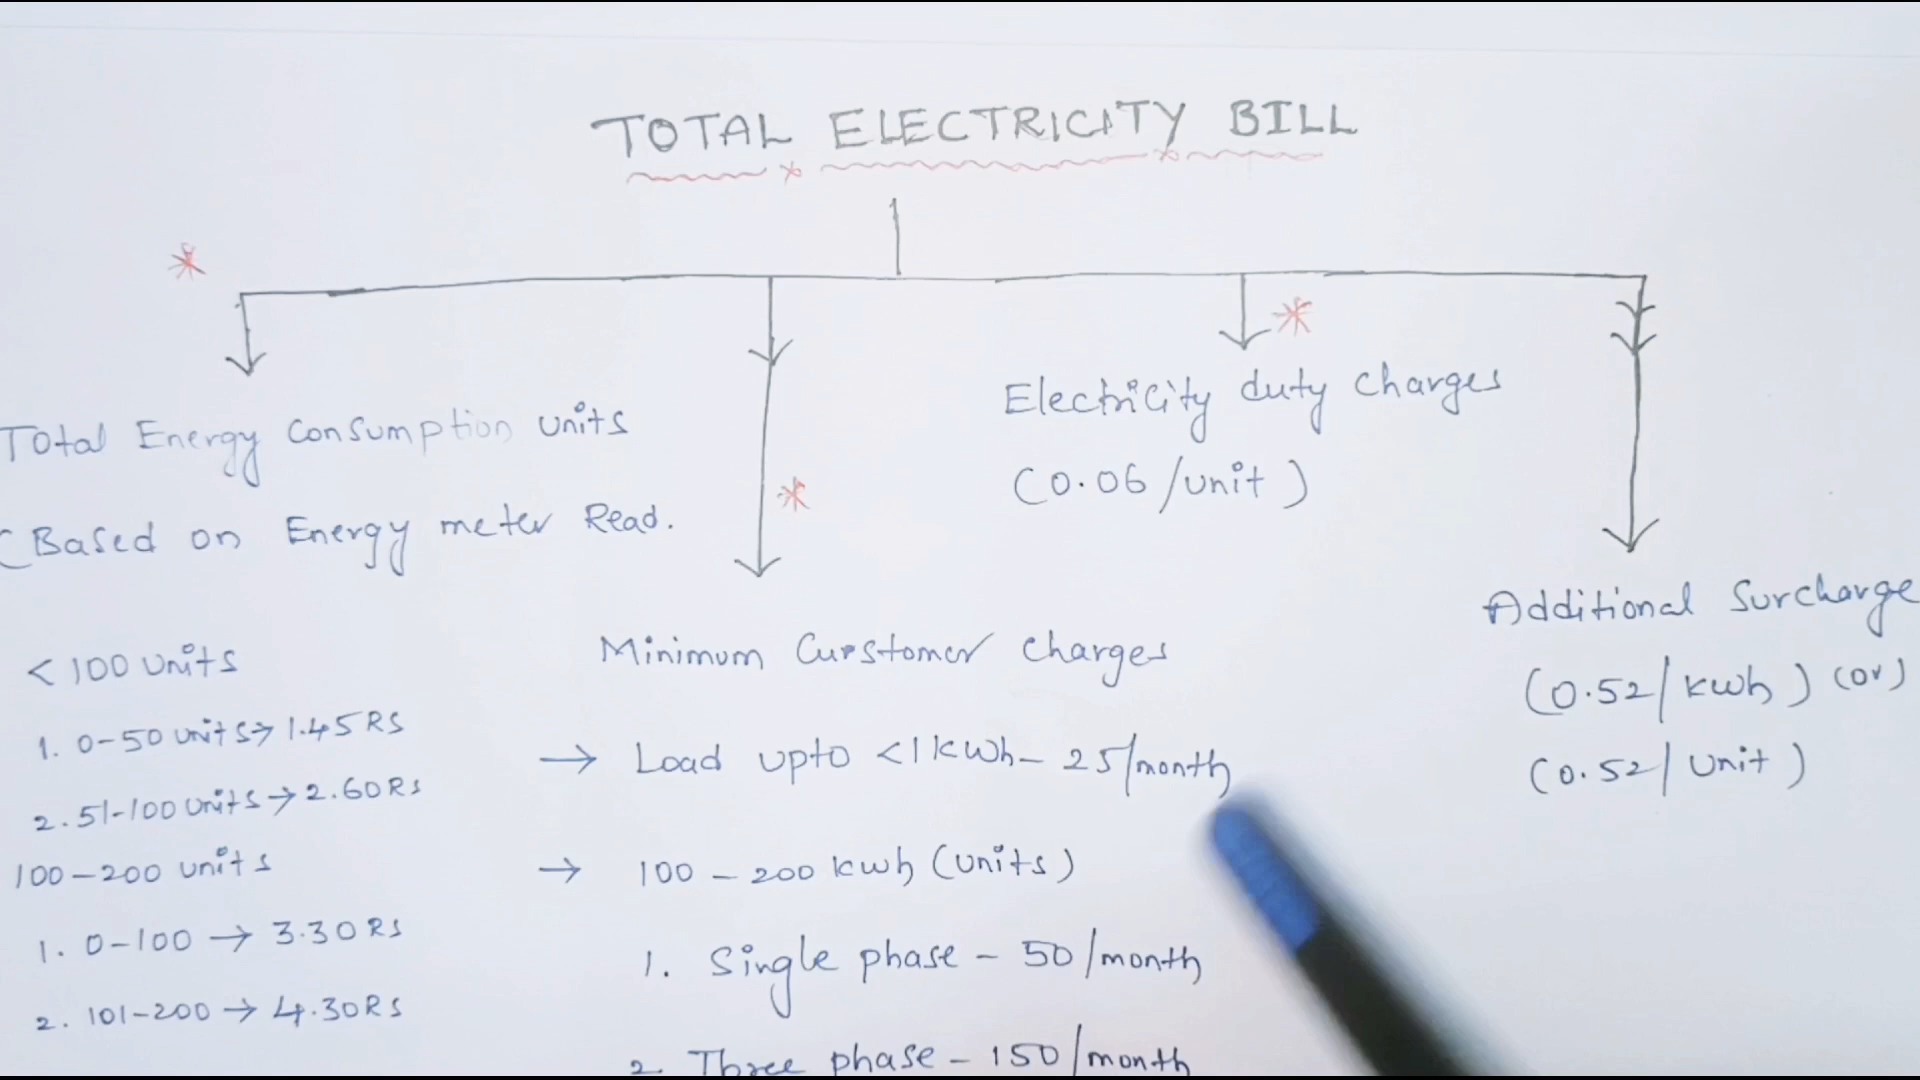 TOTAL ELECTRICITY BILL
Total Energy Consumption units
(Based on Energy meter Read.
< 100 units
1. 0-50 units → 1.45 RS
2. 51-100 units → 2.60 RS
100-200 units
1. 0-100 → 3.30 RS
2. 101-200 → 4.30 RS
Minimum Curstomer charges
→ Load upto <1 kwh - 25/month
→ 100 - 200 kwh (units)
1. Single phase - 50/month
2. Three phase - 150/month
Electricity duty charges
(0.06/unit)
Additional Surcharge
(0.52/kwh) (or)
(0.52/unit)